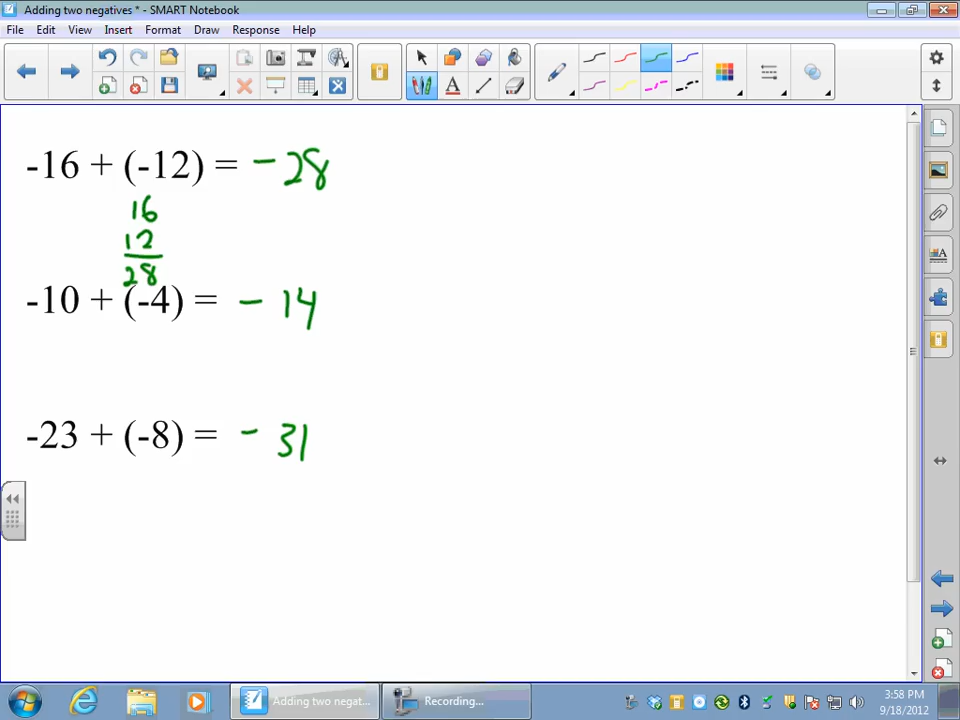 Adding two negatives * - SMART Notebook
File Edit View Insert Format Draw Response Help
-16 + (-12) = -28
16
12
28
-10 + (-4) = - 14
-23 + (-8) = - 31
Adding two negat...
Recording...
3:58 PM
9/18/2012